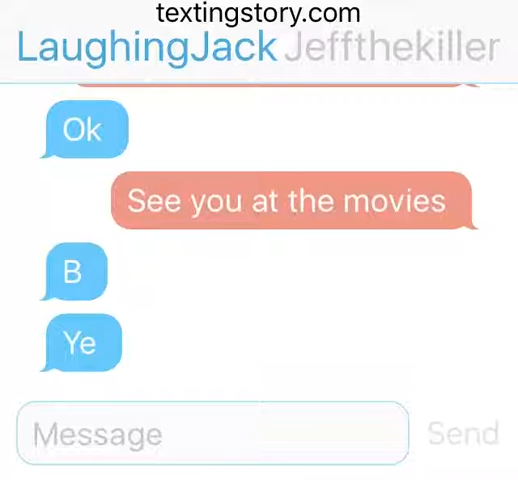 textingstory.com
LaughingJack Jeffthekiller
Ok
See you at the movies
B
Ye
Message Send